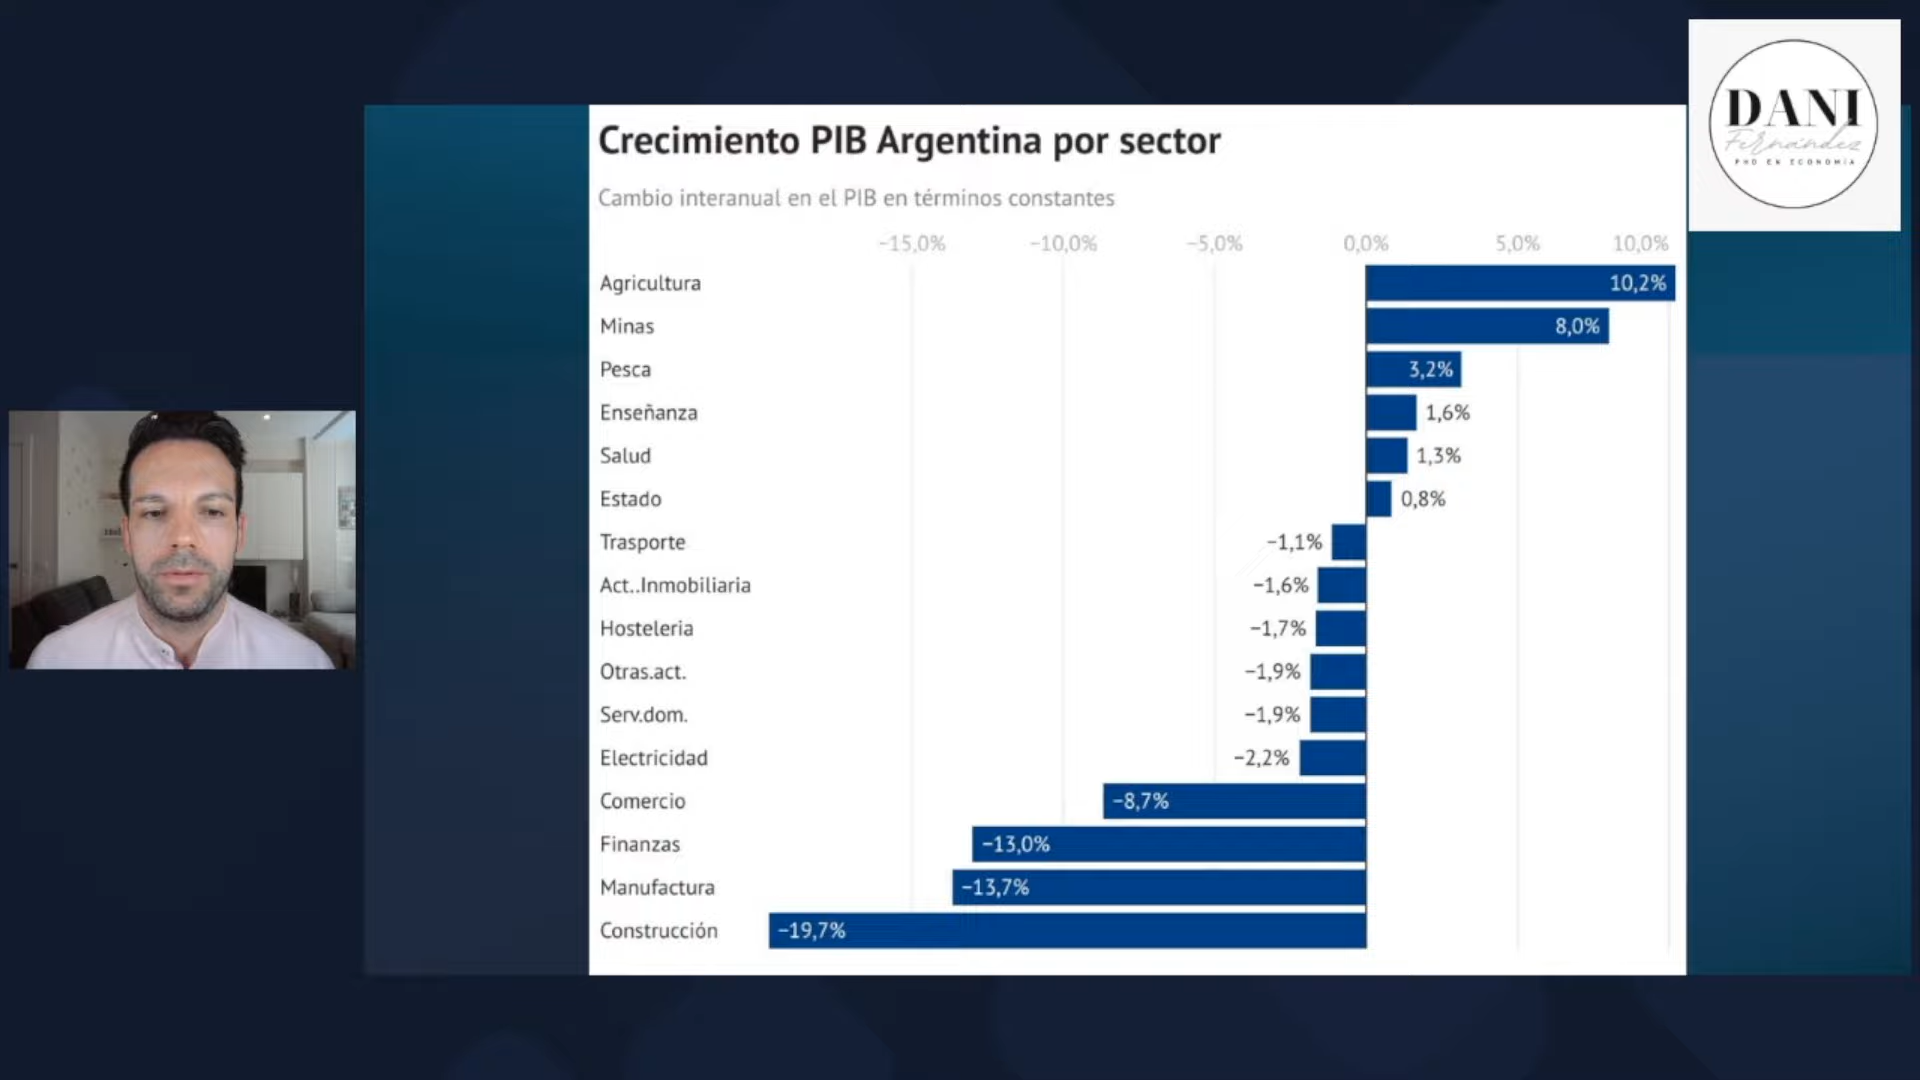 DANI
Fernández
PHD EN ECONOMÍA
Crecimiento PIB Argentina por sector
Cambio interanual en el PIB en términos constantes
−15,0% −10,0% −5,0% 0,0% 5,0% 10,0%
Agricultura 10,2%
Minas 8,0%
Pesca 3,2%
Enseñanza 1,6%
Salud 1,3%
Estado 0,8%
Trasporte −1,1%
Act..Inmobiliaria −1,6%
Hosteleria −1,7%
Otras.act. −1,9%
Serv.dom. −1,9%
Electricidad −2,2%
Comercio −8,7%
Finanzas −13,0%
Manufactura −13,7%
Construcción −19,7%